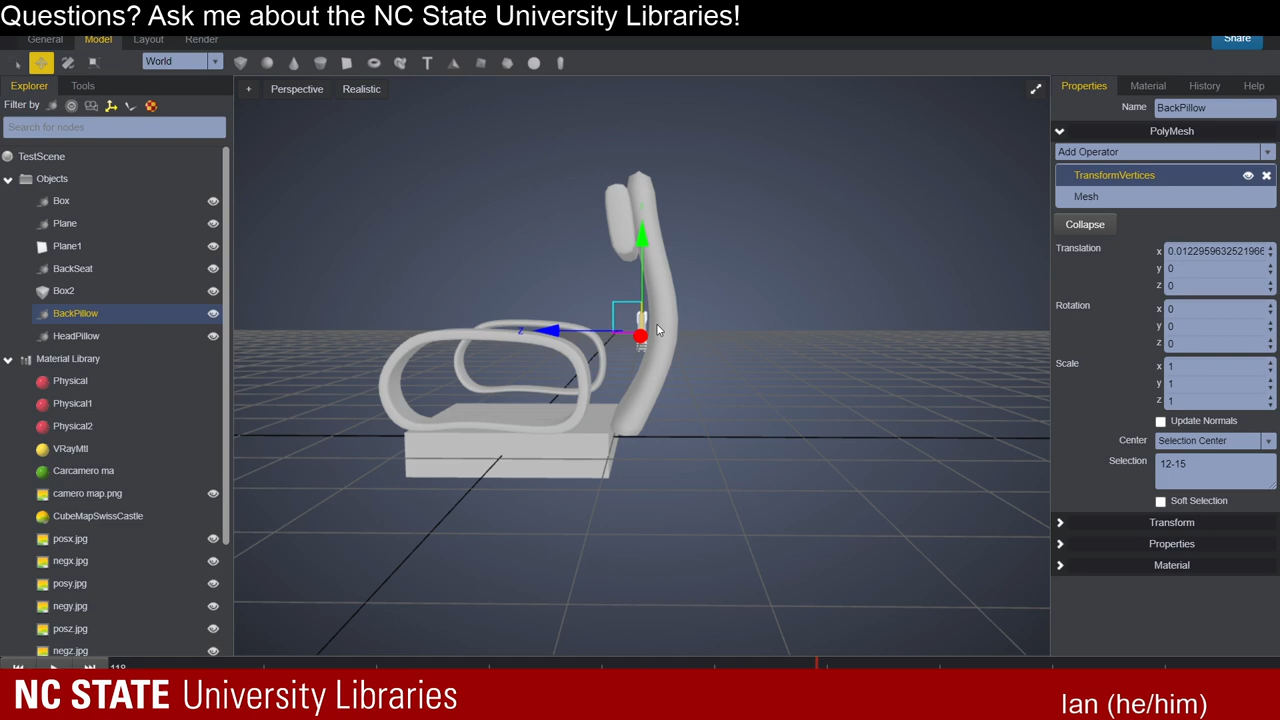 Questions? Ask me about the NC State University Libraries!
General Model Layout Render Share
World
Explorer Tools + Perspective Realistic Properties Material History Help
Filter by
Name BackPillow
Search for nodes
PolyMesh
TestScene
Add Operator
Objects
TransformVertices
Box
Mesh
Plane
Collapse
Plane1
Translation x 0.0122959632521966
BackSeat
y 0
Box2
z 0
BackPillow
Rotation x 0
HeadPillow
y 0
z 0
Material Library
Scale x 1
Physical
y 1
Physical1
z 1
Physical2
Update Normals
VRayMtl
Center Selection Center
Carcamero ma
Selection 12-15
camero map.png
Soft Selection
CubeMapSwissCastle
Transform
posx.jpg
Properties
negx.jpg
Material
posy.jpg
negy.jpg
posz.jpg
negz.jpg
118
z
NC STATE University Libraries
Ian (he/him)